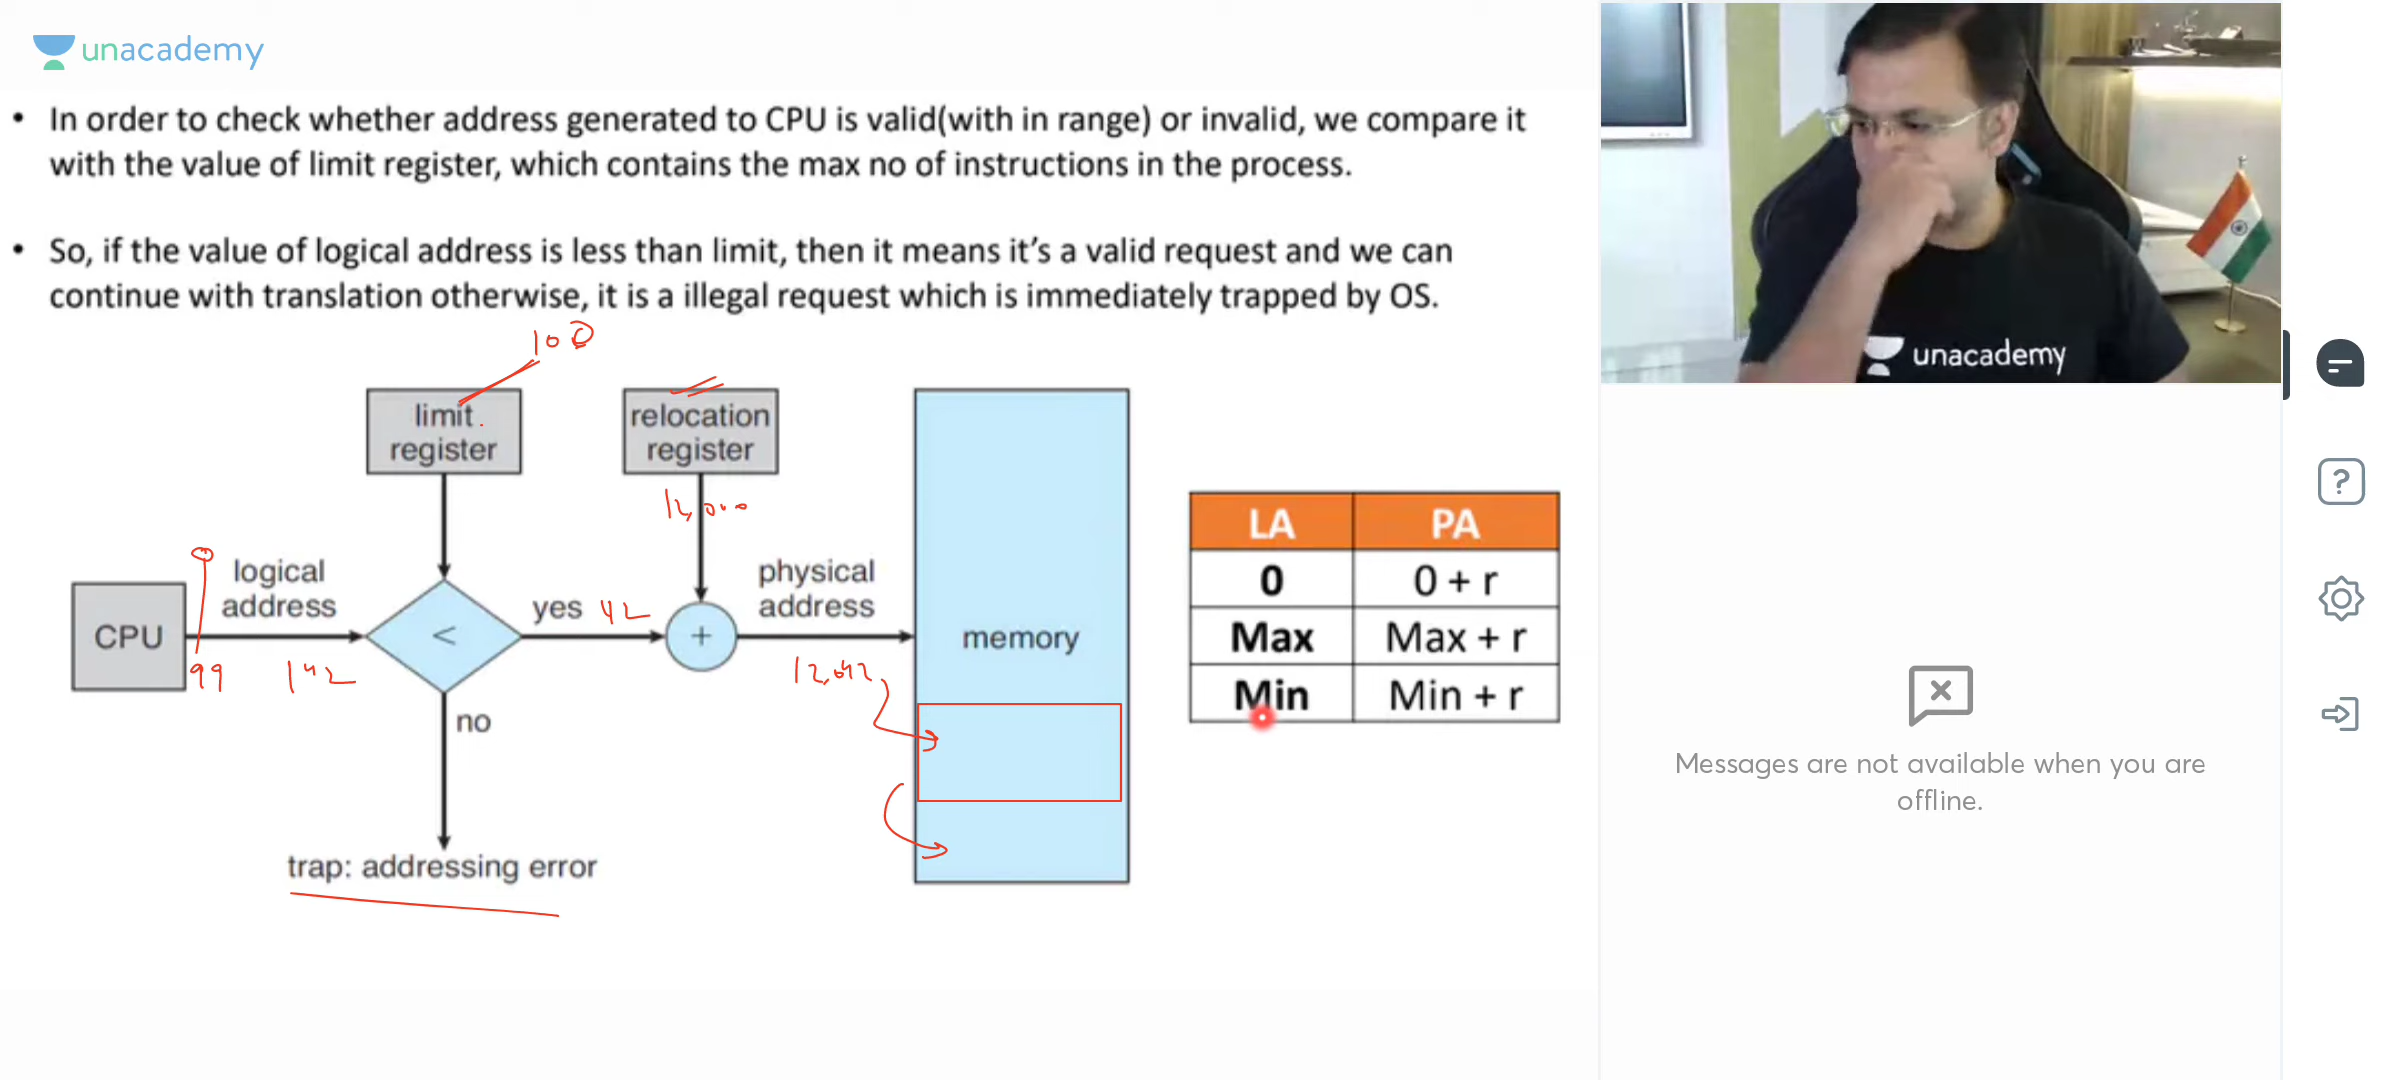 unacademy
• In order to check whether address generated to CPU is valid(with in range) or invalid, we compare it
with the value of limit register, which contains the max no of instructions in the process.
• So, if the value of logical address is less than limit, then it means it's a valid request and we can
continue with translation otherwise, it is a illegal request which is immediately trapped by OS.
100
limit
register
relocation
register
12,000
CPU
logical
address
99
142
<
yes
42
+
physical
address
12,042
memory
no
trap: addressing error
LA PA
0 0 + r
Max Max + r
Min Min + r
unacademy
?
Messages are not available when you are
offline.